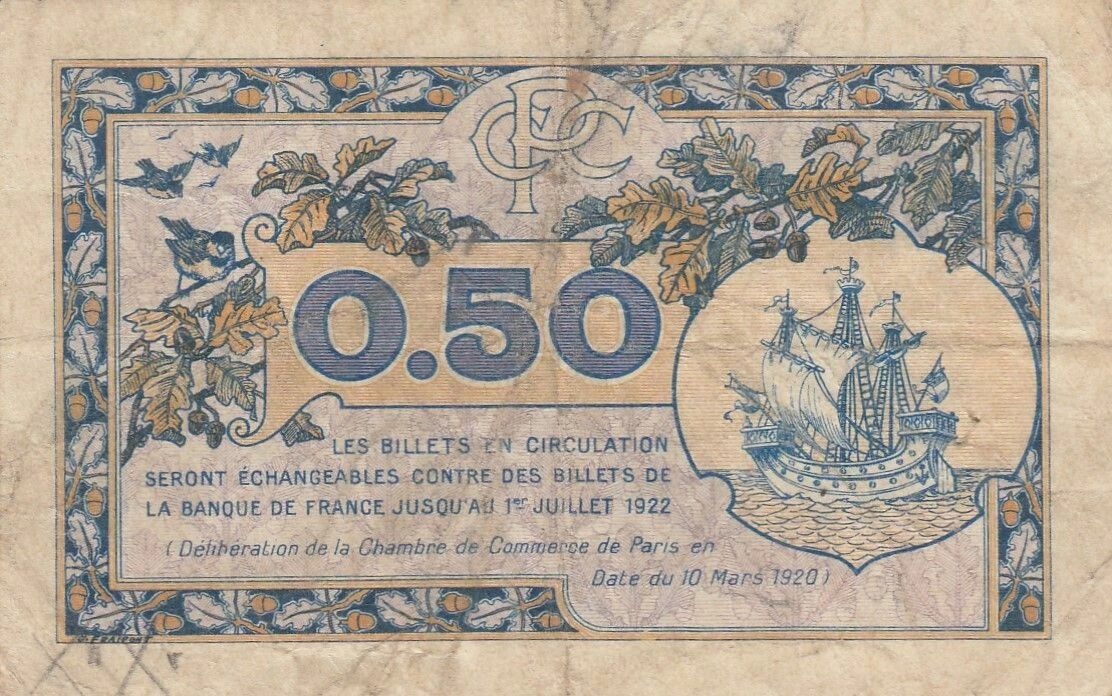 CCPC
0.50
LES BILLETS EN CIRCULATION
SERONT ÉCHANGEABLES CONTRE DES BILLETS DE
LA BANQUE DE FRANCE JUSQU'AU 1er JUILLET 1922
(Délibération de la Chambre de Commerce de Paris en
Date du 10 Mars 1920)